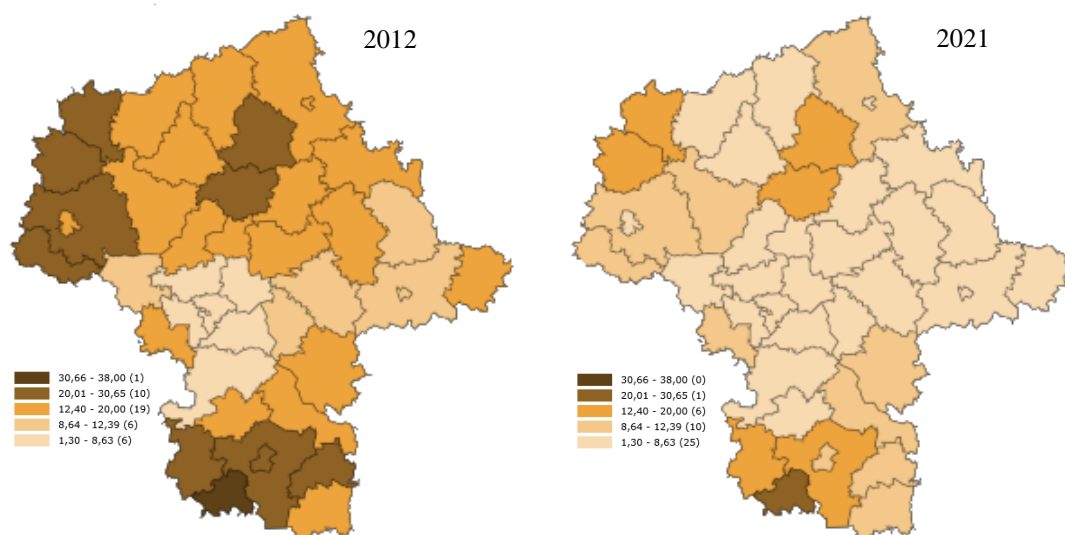 2012
30,66 - 38,00 (1)
20,01 - 30,65 (10)
12,40 - 20,00 (19)
8,64 - 12,39 (6)
1,30 - 8,63 (6)
2021
30,66 - 38,00 (0)
20,01 - 30,65 (1)
12,40 - 20,00 (6)
8,64 - 12,39 (10)
1,30 - 8,63 (25)